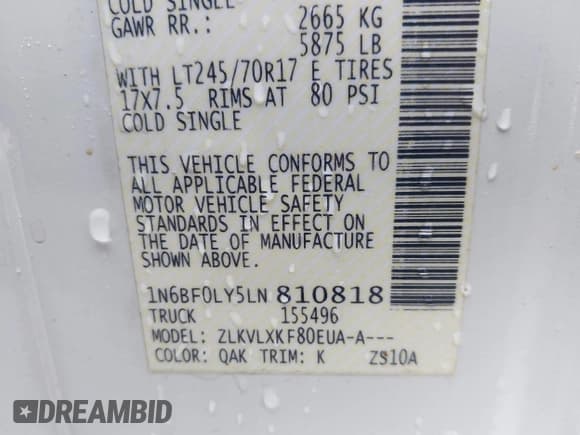 COLD SINGLE
GAWR RR.: 2665 KG
5875 LB
WITH LT245/70R17 E TIRES
17X7.5 RIMS AT 80 PSI
COLD SINGLE
THIS VEHICLE CONFORMS TO
ALL APPLICABLE FEDERAL
MOTOR VEHICLE SAFETY
STANDARDS IN EFFECT ON
THE DATE OF MANUFACTURE
SHOWN ABOVE.
1N6BF0LY5LN 810818
TRUCK 155496
MODEL: ZLKVLXKF80EUA-A---
COLOR: QAK TRIM: K ZS10A
DREAMBID